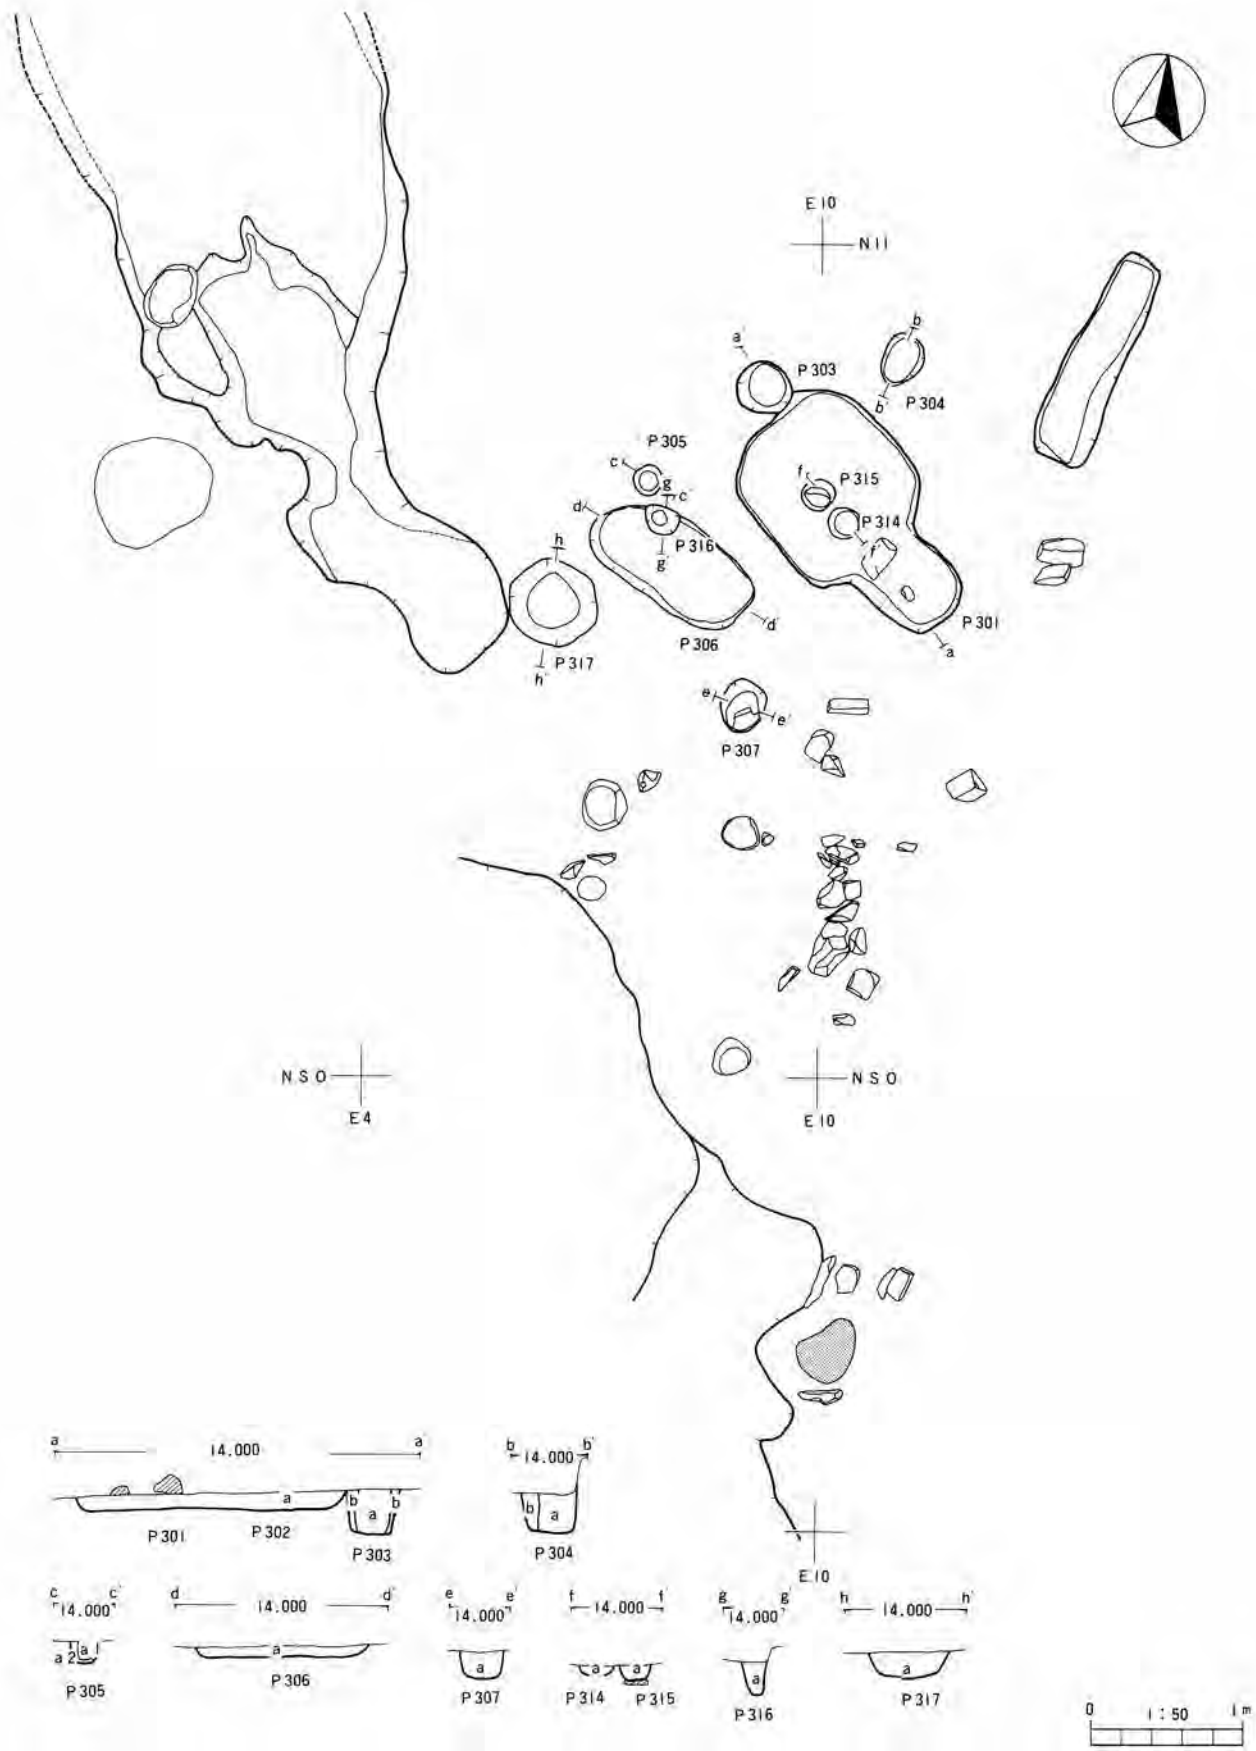 E10
N11
a'
b
P303
b'
P304
P305
c
g
c'
d
f
P315
P314
f'
P316
g'
h
d'
P301
P306
a
P317
h'
e
e'
P307
NS0
E4
NS0
E10
E10
a 14.000 a'
a
b
b
a
P301
P302
P303
b 14.000 b'
b
a
P304
c 14.000 c'
a 2
a 1
P305
d 14.000 d'
a
P306
e 14.000 e'
a
P307
f 14.000 f'
a
a
P314
P315
g 14.000 g'
a
P316
h 14.000 h'
a
P317
0 1:50 1m